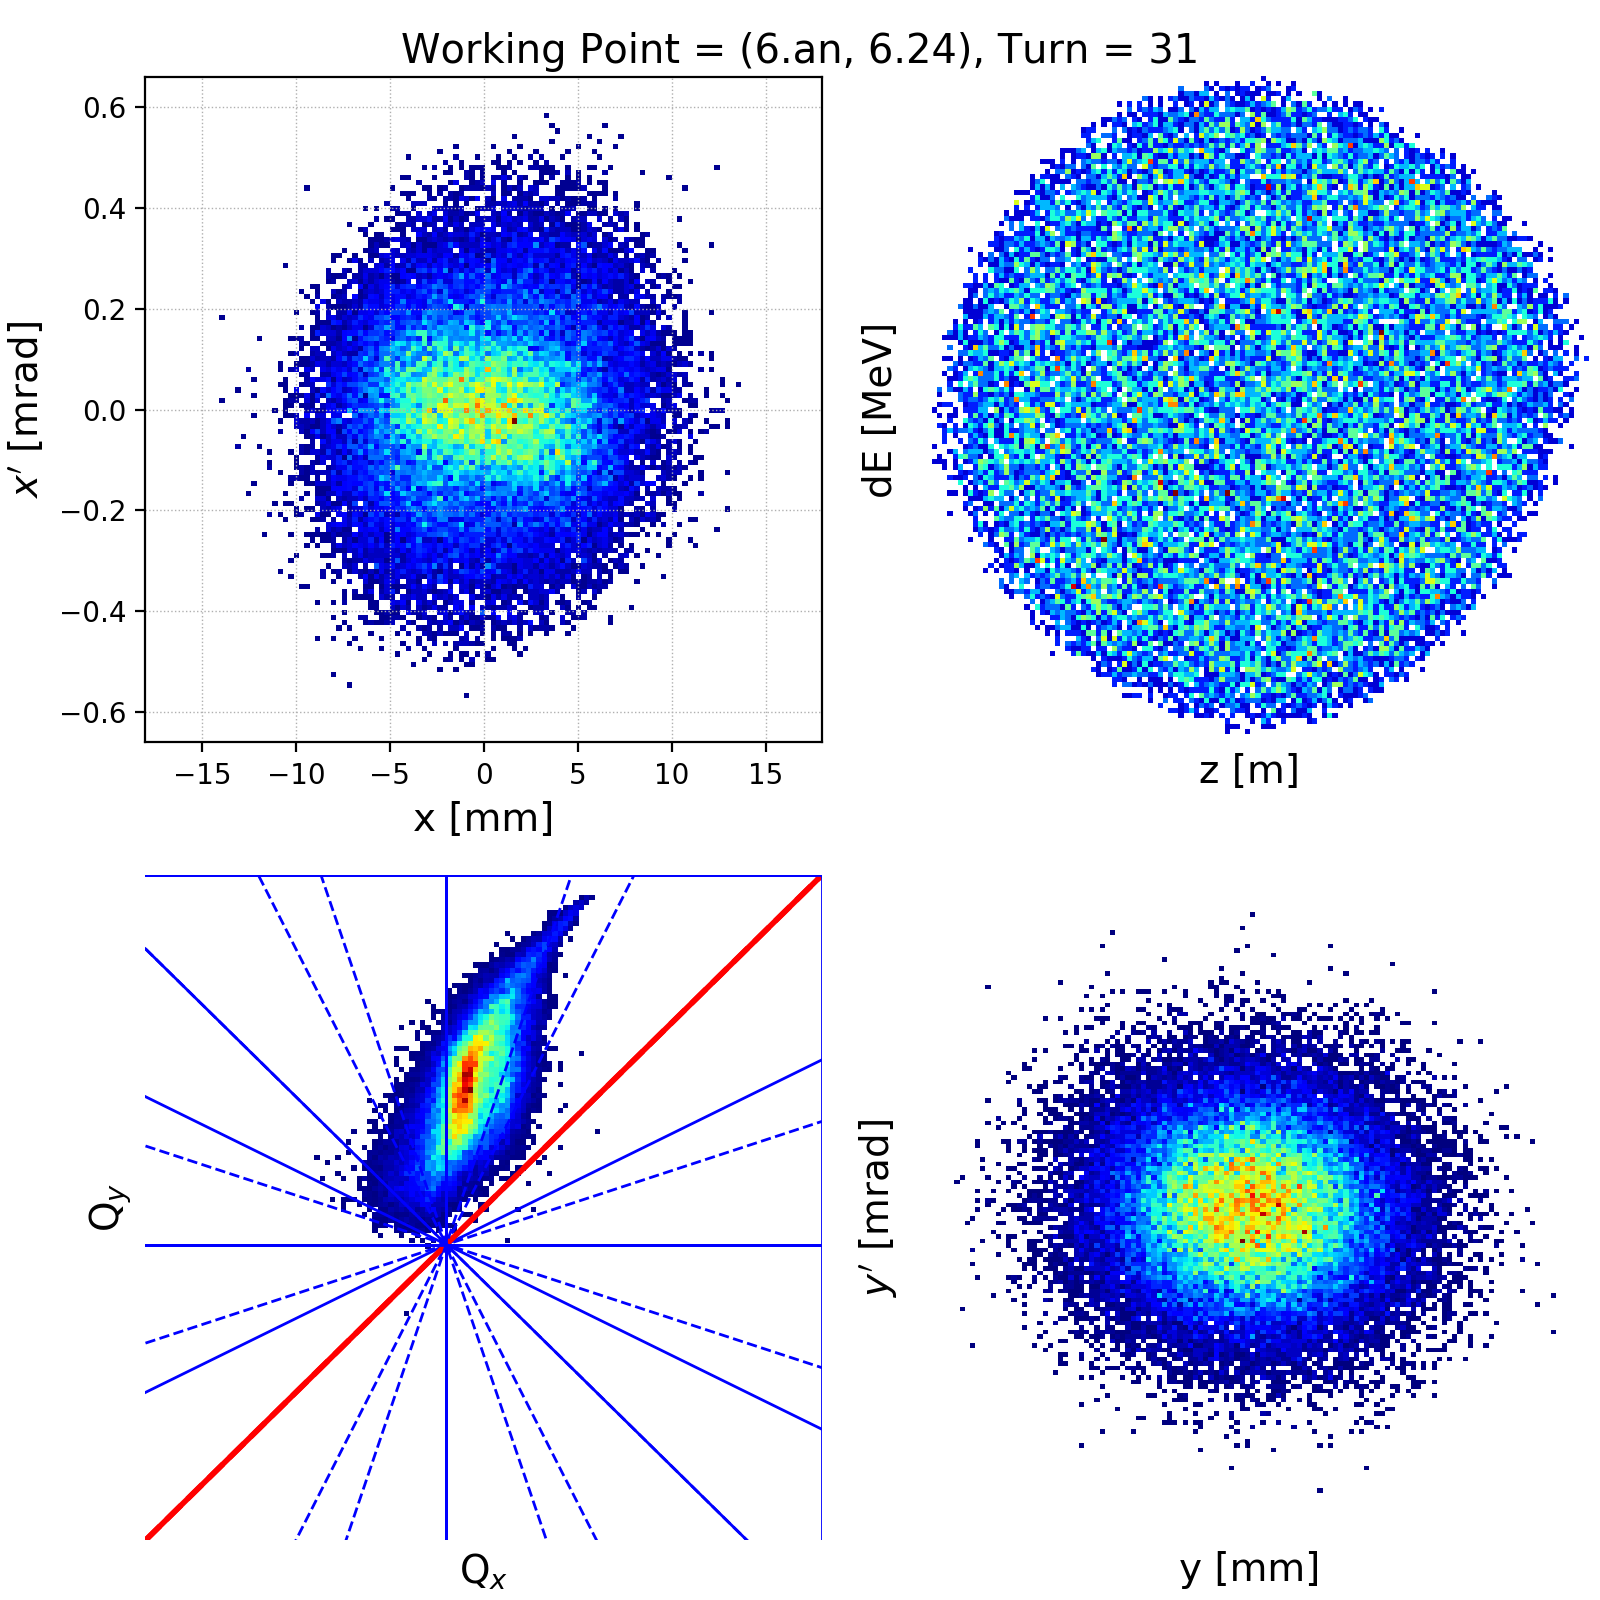 Working Point = (6.an, 6.24), Turn = 31
0.6
0.4
0.2
0.0
−0.2
−0.4
−0.6
x′ [mrad]
−15 −10 −5 0 5 10 15
x [mm]
dE [MeV]
z [m]
Qy
Qx
y′ [mrad]
y [mm]